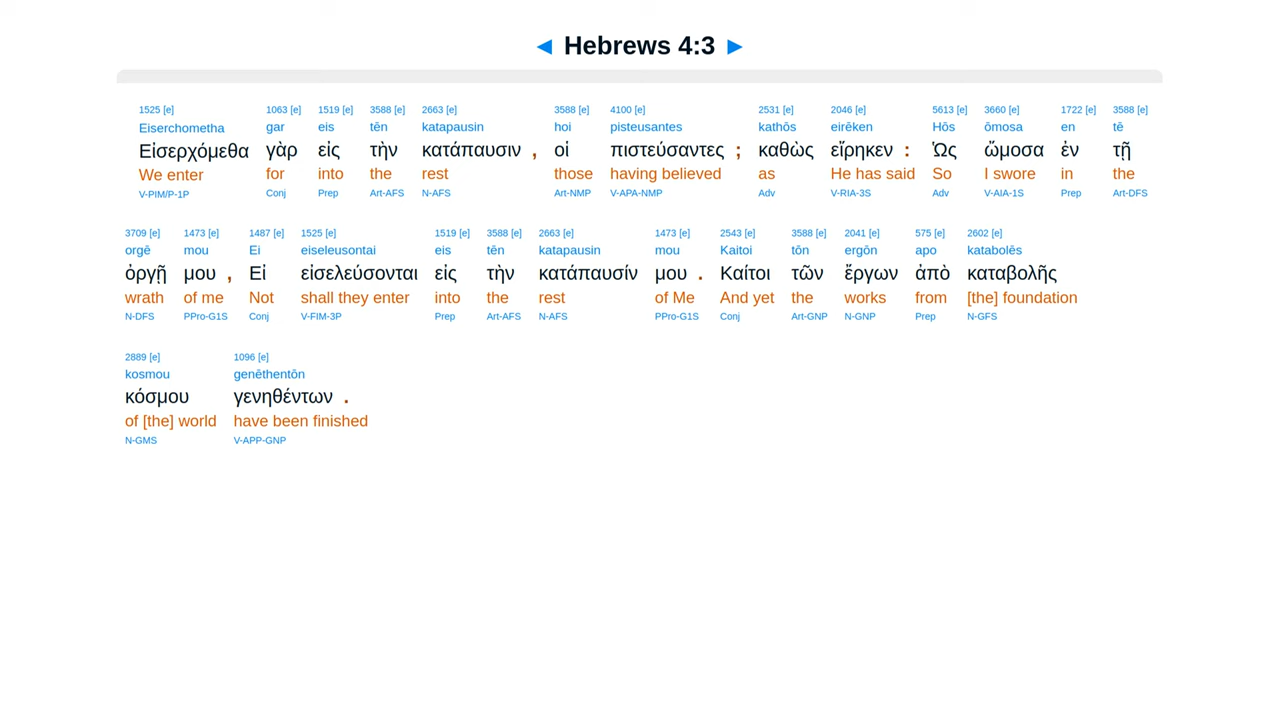 ◄ Hebrews 4:3 ►
1525 [e] 1063 [e] 1519 [e] 3588 [e] 2663 [e] 3588 [e] 4100 [e] 2531 [e] 2046 [e] 5613 [e] 3660 [e] 1722 [e] 3588 [e]
Eiserchometha gar eis tēn katapausin hoi pisteusantes kathōs eirēken Hōs ōmosa en tē
Εἰσερχόμεθα γὰρ εἰς τὴν κατάπαυσιν , οἱ πιστεύσαντες ; καθὼς εἴρηκεν : Ὡς ὤμοσα ἐν τῇ
We enter for into the rest those having believed as He has said So I swore in the
V-PIM/P-1P Conj Prep Art-AFS N-AFS Art-NMP V-APA-NMP Adv V-RIA-3S Adv V-AIA-1S Prep Art-DFS
3709 [e] 1473 [e] 1487 [e] 1525 [e] 1519 [e] 3588 [e] 2663 [e] 1473 [e] 2543 [e] 3588 [e] 2041 [e] 575 [e] 2602 [e]
orgē mou Ei eiseleusontai eis tēn katapausin mou Kaitoi tōn ergōn apo katabolēs
ὀργῇ μου , Εἰ εἰσελεύσονται εἰς τὴν κατάπαυσίν μου . Καίτοι τῶν ἔργων ἀπὸ καταβολῆς
wrath of me Not shall they enter into the rest of Me And yet the works from [the] foundation
N-DFS PPro-G1S Conj V-FIM-3P Prep Art-AFS N-AFS PPro-G1S Conj Art-GNP N-GNP Prep N-GFS
2889 [e] 1096 [e]
kosmou genēthentōn
κόσμου γενηθέντων .
of [the] world have been finished
N-GMS V-APP-GNP